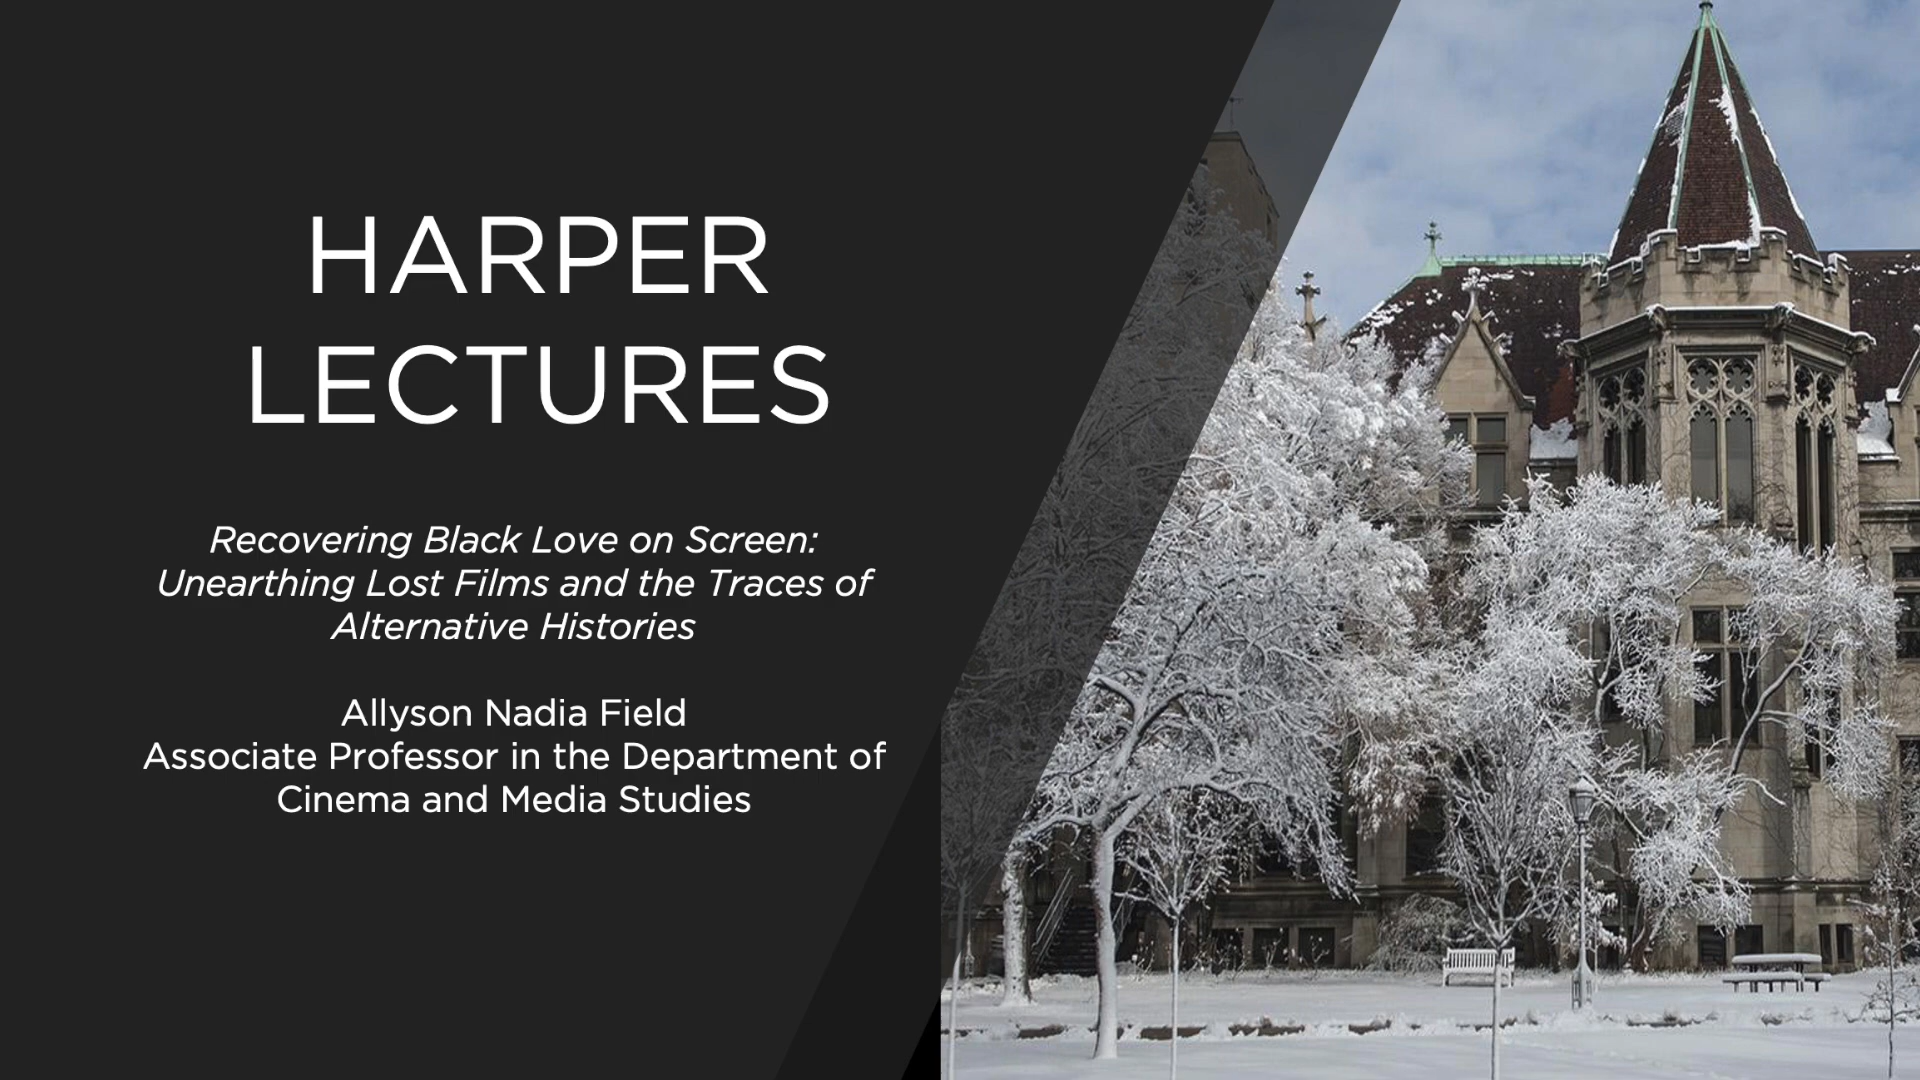 HARPER
LECTURES
Recovering Black Love on Screen:
Unearthing Lost Films and the Traces of
Alternative Histories
Allyson Nadia Field
Associate Professor in the Department of
Cinema and Media Studies